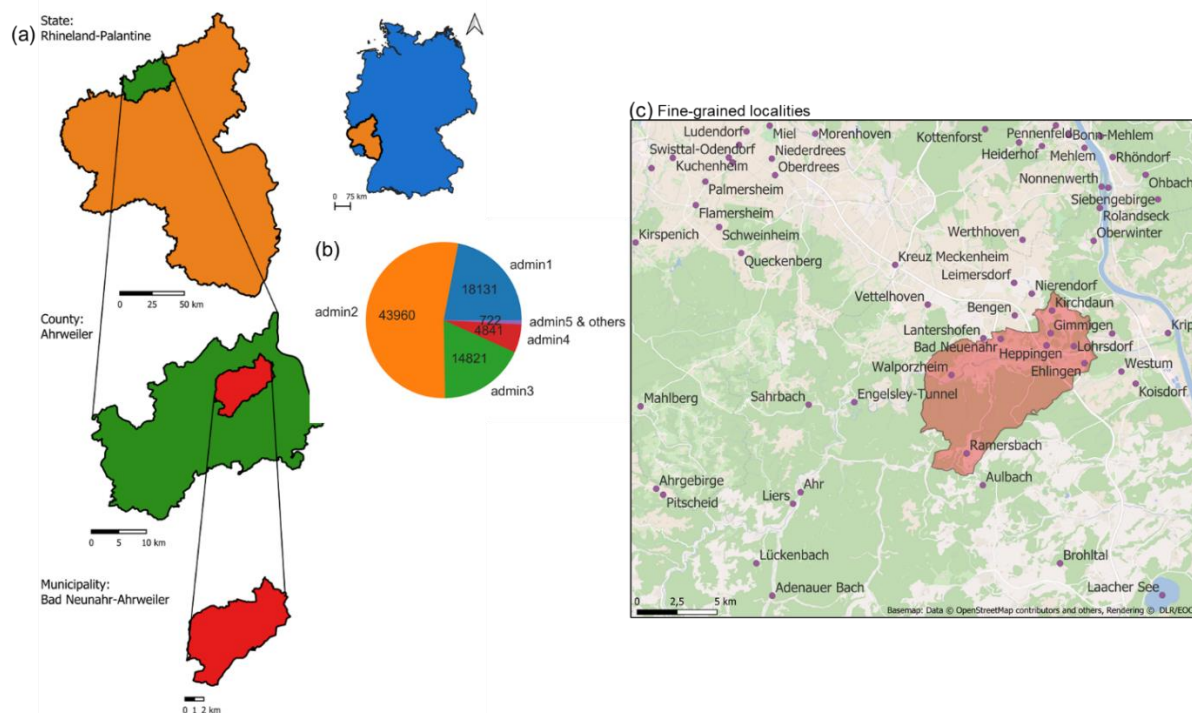 (a)
State:
Rhineland-Palantine
0 25 50 km
County:
Ahrweiler
0 5 10 km
Municipality:
Bad Neunahr-Ahrweiler
0 1 2 km
0 75 km
(b)
admin1
admin2
admin5 & others
admin4
admin3
18131
43960
722
4841
14821
(c) Fine-grained localities
Ludendorf
Miel
Morenhoven
Kottenforst
Pennenfeld
Bonn-Mehlem
Swisttal-Odendorf
Niederdrees
Heiderhof
Mehlem
Rhöndorf
Kuchenheim
Oberdrees
Palmersheim
Nonnenwerth
Ohbach
Siebengebirge
Flamersheim
Rolandseck
Kirspenich
Schweinheim
Werthhoven
Oberwinter
Queckenberg
Kreuz Meckenheim
Leimersdorf
Nierendorf
Vettelhoven
Kirchdaun
Bengen
Lantershofen
Gimmigen
Krip
Bad Neuenahr
Heppingen
Lohrsdorf
Walporzheim
Ehlingen
Westum
Koisdorf
Mahlberg
Sahrbach
Engelsley-Tunnel
Ramersbach
Ahrgebirge
Pitscheid
Liers
Ahr
Aulbach
Lückenbach
Brohltal
Adenauer Bach
Laacher See
0 2,5 5 km
Basemap: Data © OpenStreetMap contributors and others, Rendering © DLR/EOC